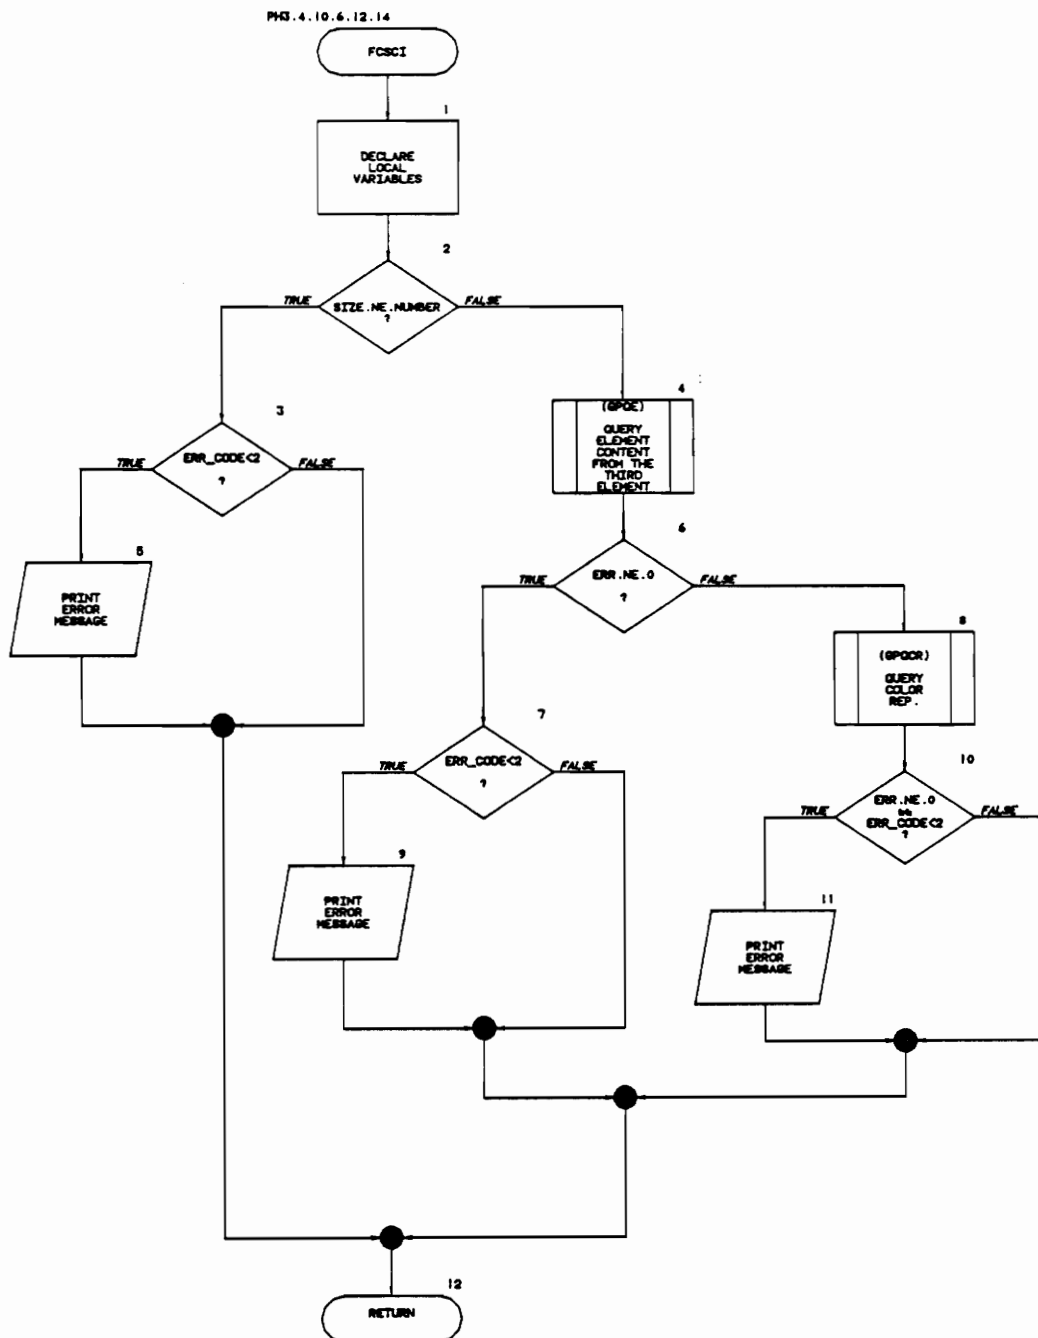 PH3.4.10.6.12.14
FCSCI
1
DECLARE
LOCAL
VARIABLES
2
TRUE
SIZE.NE.NUMBER
?
FALSE
3
TRUE
ERR_CODE<2
?
FALSE
4
(GPQE)
QUERY
ELEMENT
CONTENT
FROM THE
THIRD
ELEMENT
5
PRINT
ERROR
MESSAGE
6
TRUE
ERR.NE.0
?
FALSE
7
TRUE
ERR_CODE<2
?
FALSE
8
(GPQCR)
QUERY
COLOR
REP.
9
PRINT
ERROR
MESSAGE
10
TRUE
ERR.NE.0
&&
ERR_CODE<2
?
FALSE
11
PRINT
ERROR
MESSAGE
12
RETURN